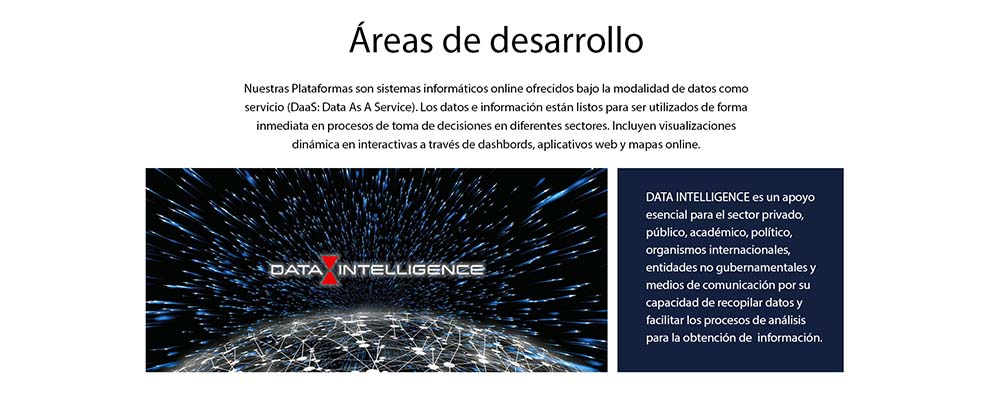 Áreas de desarrollo
Nuestras Plataformas son sistemas informáticos online ofrecidos bajo la modalidad de datos como
servicio (DaaS: Data As A Service). Los datos e información están listos para ser utilizados de forma
inmediata en procesos de toma de decisiones en diferentes sectores. Incluyen visualizaciones
dinámica en interactivas a través de dashbords, aplicativos web y mapas online.
DATA INTELLIGENCE
DATA INTELLIGENCE es un apoyo
esencial para el sector privado,
público, académico, político,
organismos internacionales,
entidades no gubernamentales y
medios de comunicación por su
capacidad de recopilar datos y
facilitar los procesos de análisis
para la obtención de  información.